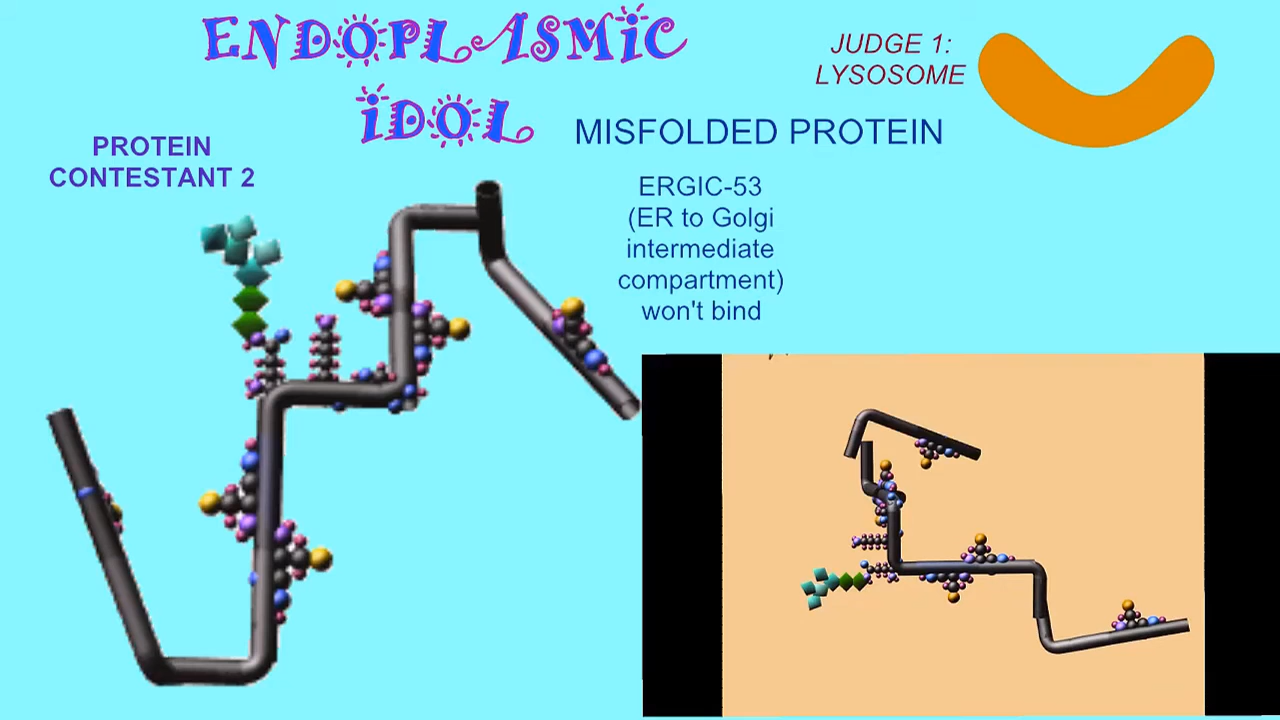 ENDOPLASMiC
iDOL
JUDGE 1:
LYSOSOME
PROTEIN
CONTESTANT 2
MISFOLDED PROTEIN
ERGIC-53
(ER to Golgi
intermediate
compartment)
won't bind